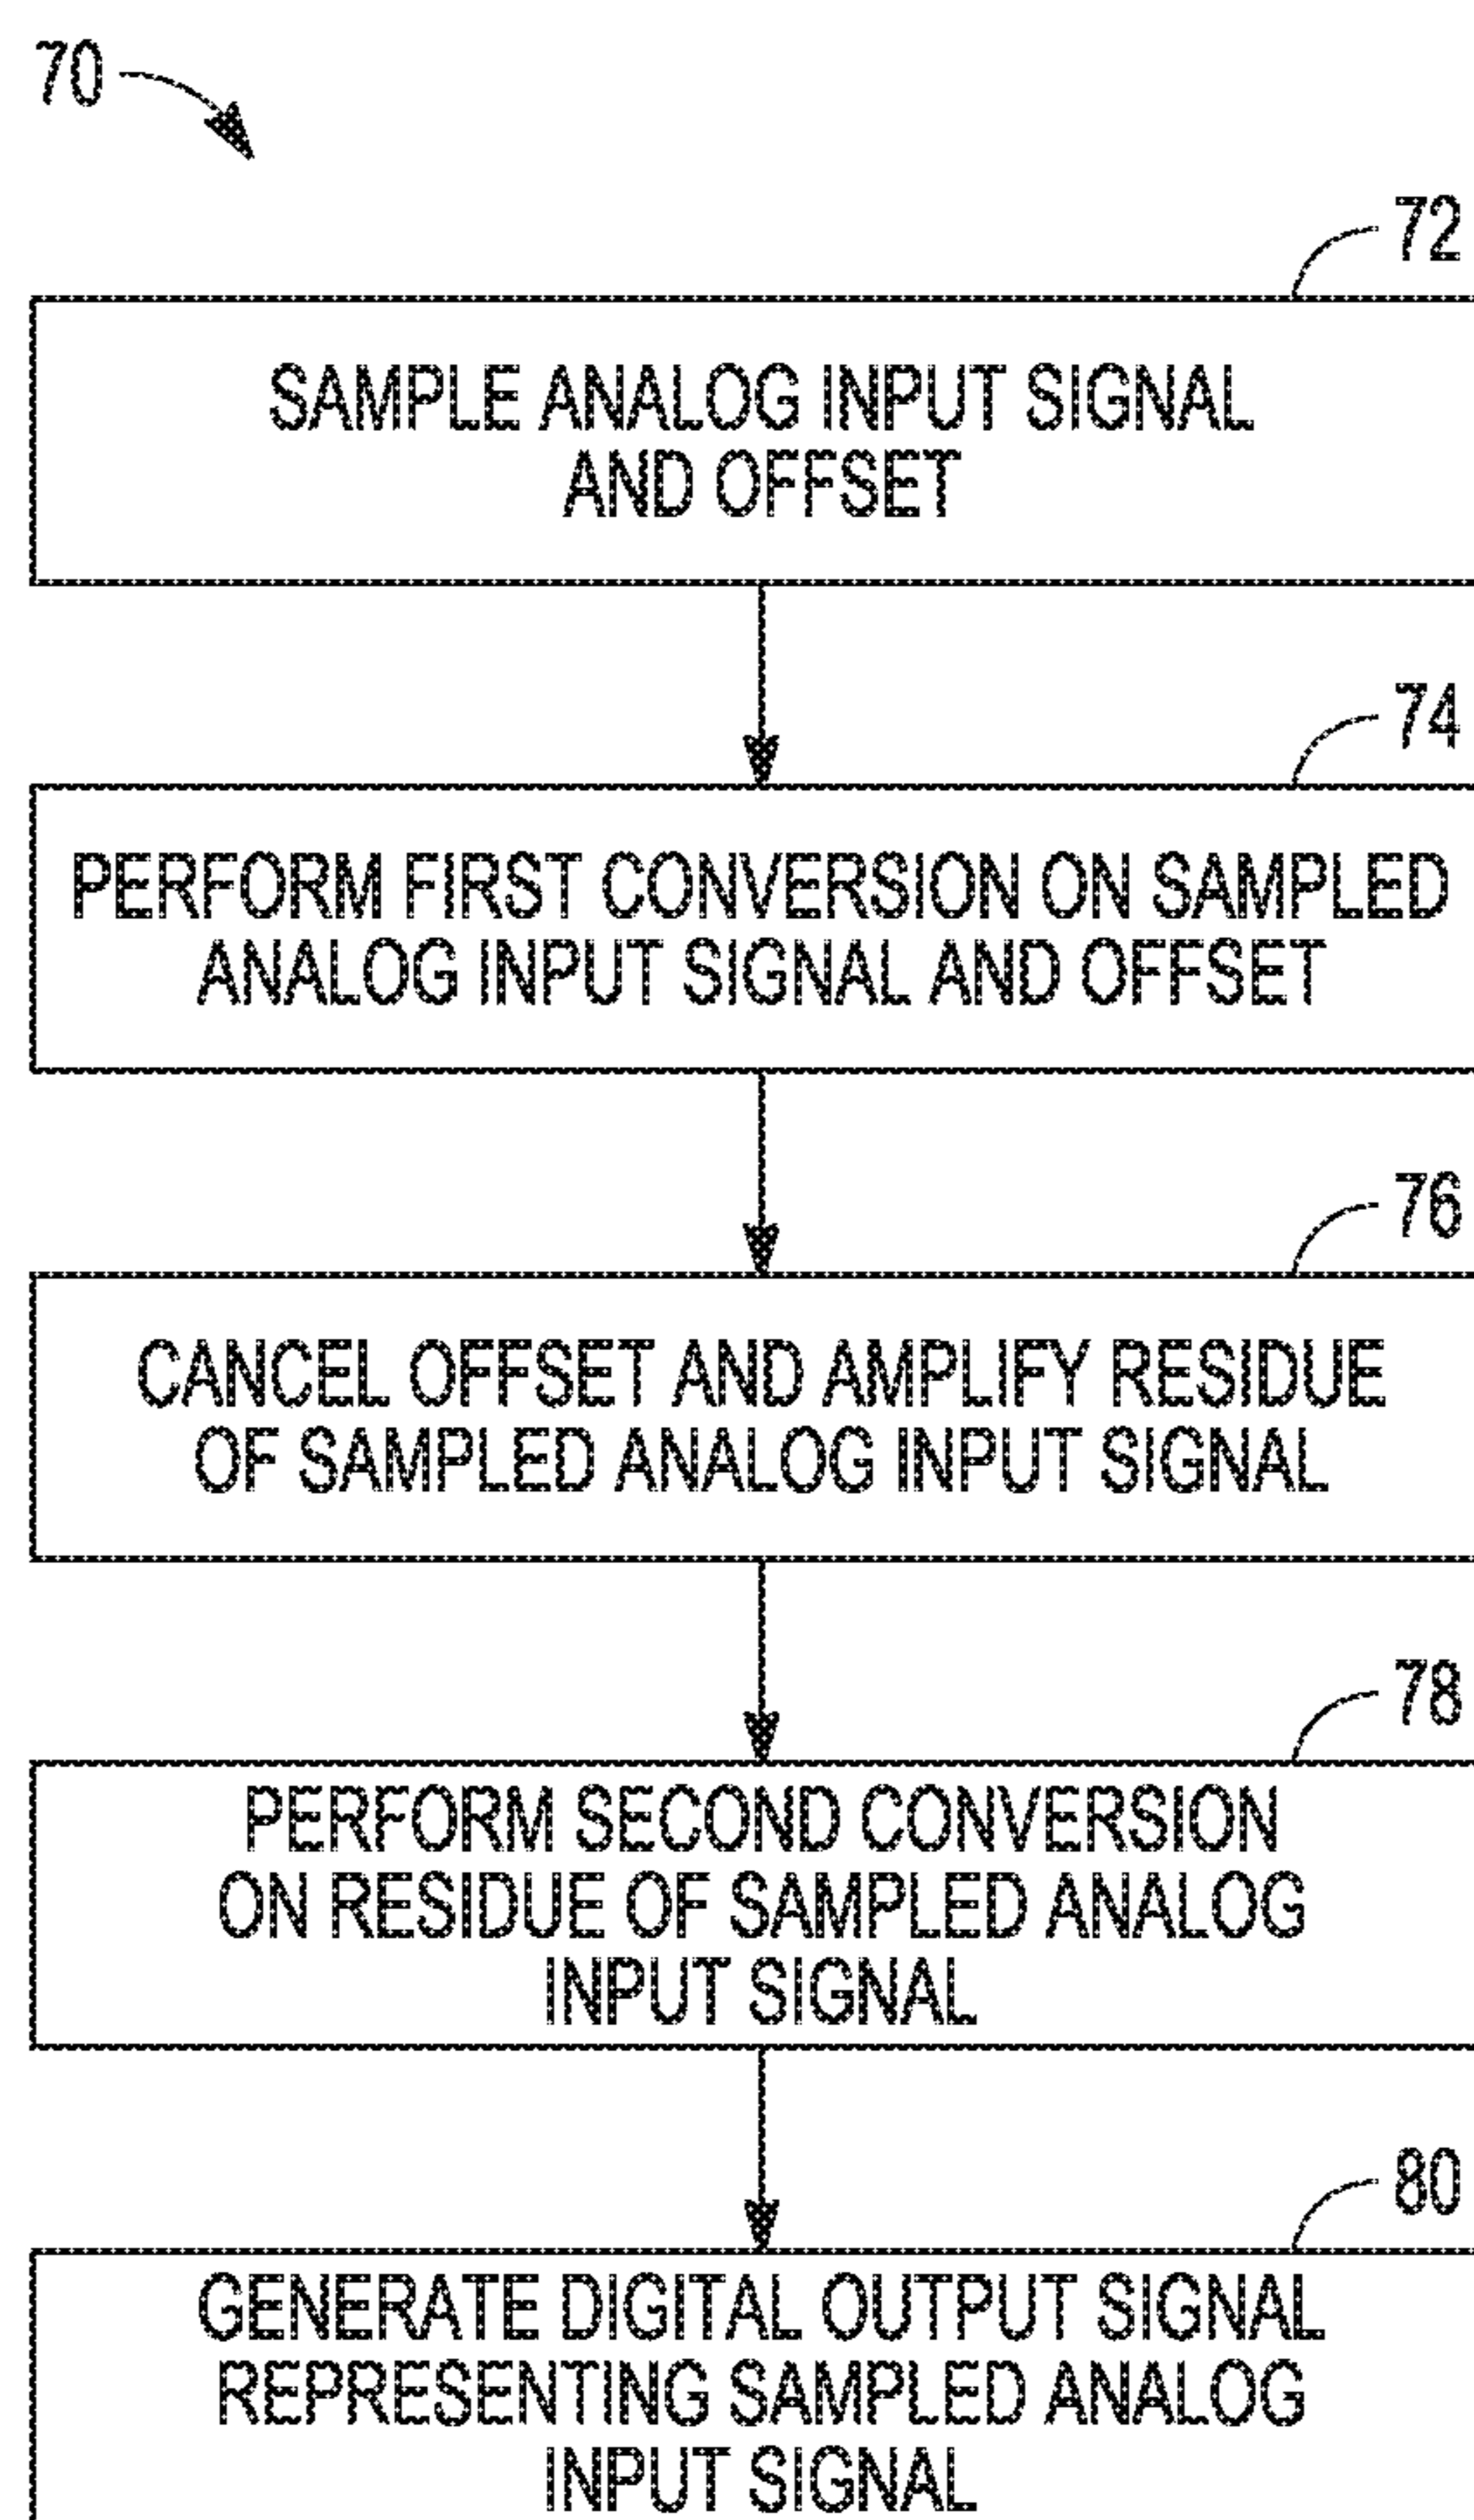 70
72
SAMPLE ANALOG INPUT SIGNAL
AND OFFSET
74
PERFORM FIRST CONVERSION ON SAMPLED
ANALOG INPUT SIGNAL AND OFFSET
76
CANCEL OFFSET AND AMPLIFY RESIDUE
OF SAMPLED ANALOG INPUT SIGNAL
78
PERFORM SECOND CONVERSION
ON RESIDUE OF SAMPLED ANALOG
INPUT SIGNAL
80
GENERATE DIGITAL OUTPUT SIGNAL
REPRESENTING SAMPLED ANALOG
INPUT SIGNAL